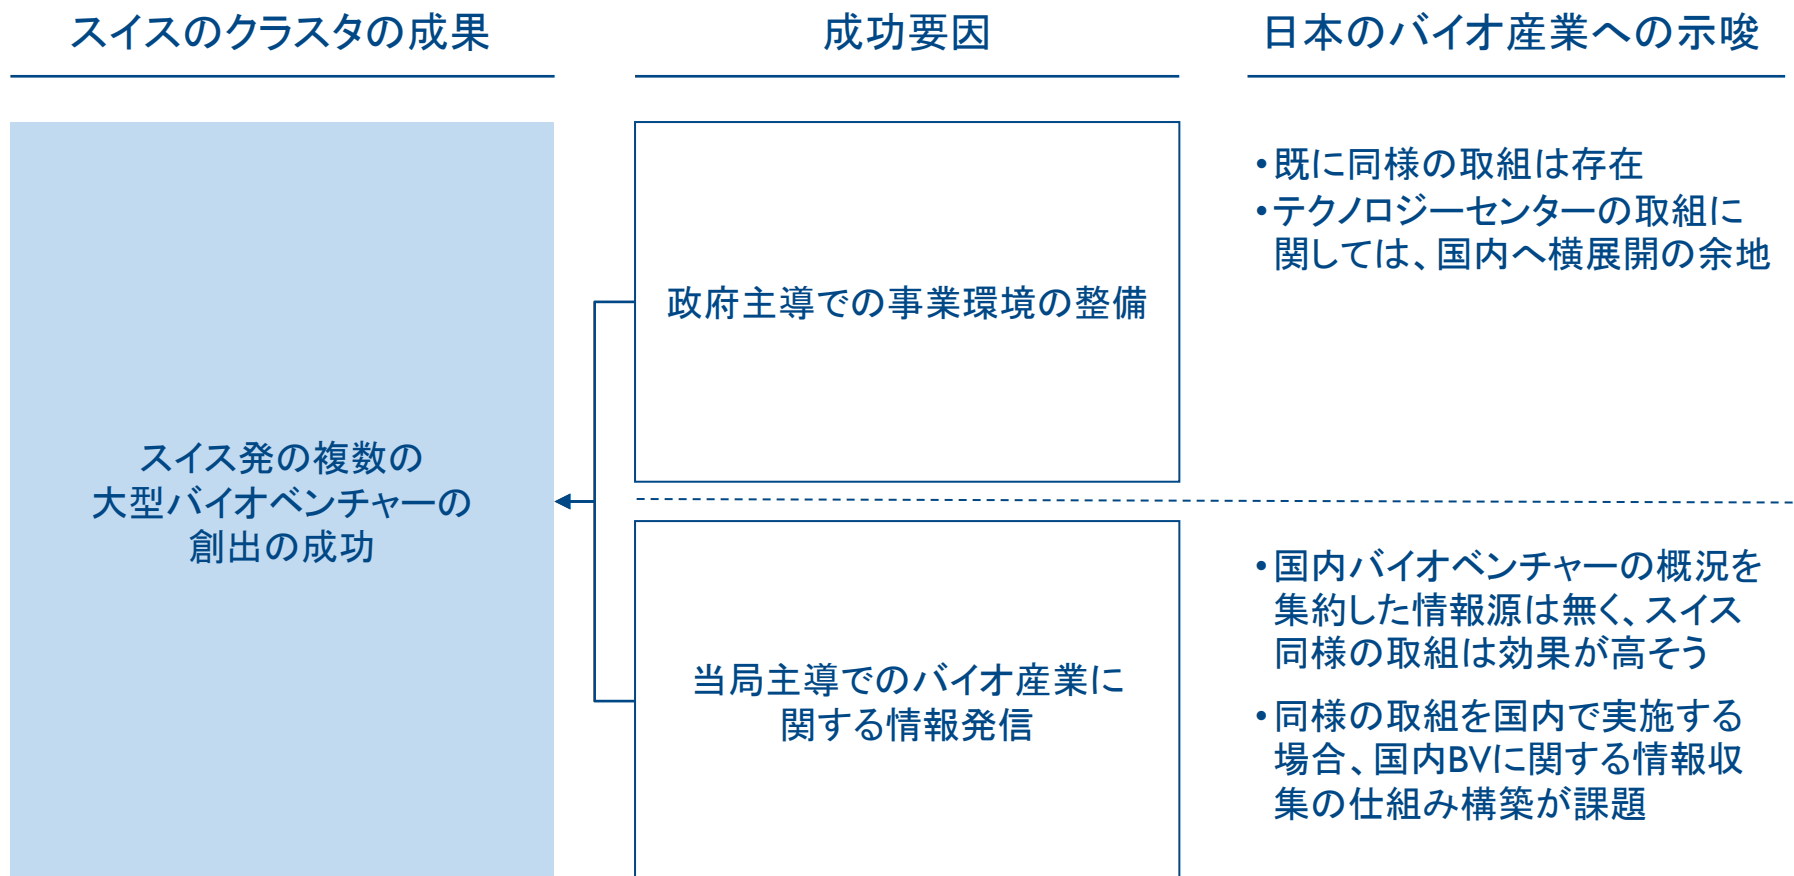 スイスのクラスタの成果
成功要因
日本のバイオ産業への示唆
スイス発の複数の
大型バイオベンチャーの
創出の成功
政府主導での事業環境の整備
•既に同様の取組は存在
•テクノロジーセンターの取組に
関しては、国内へ横展開の余地
当局主導でのバイオ産業に
関する情報発信
•国内バイオベンチャーの概況を
集約した情報源は無く、スイス
同様の取組は効果が高そう
•同様の取組を国内で実施する
場合、国内BVに関する情報収
集の仕組み構築が課題